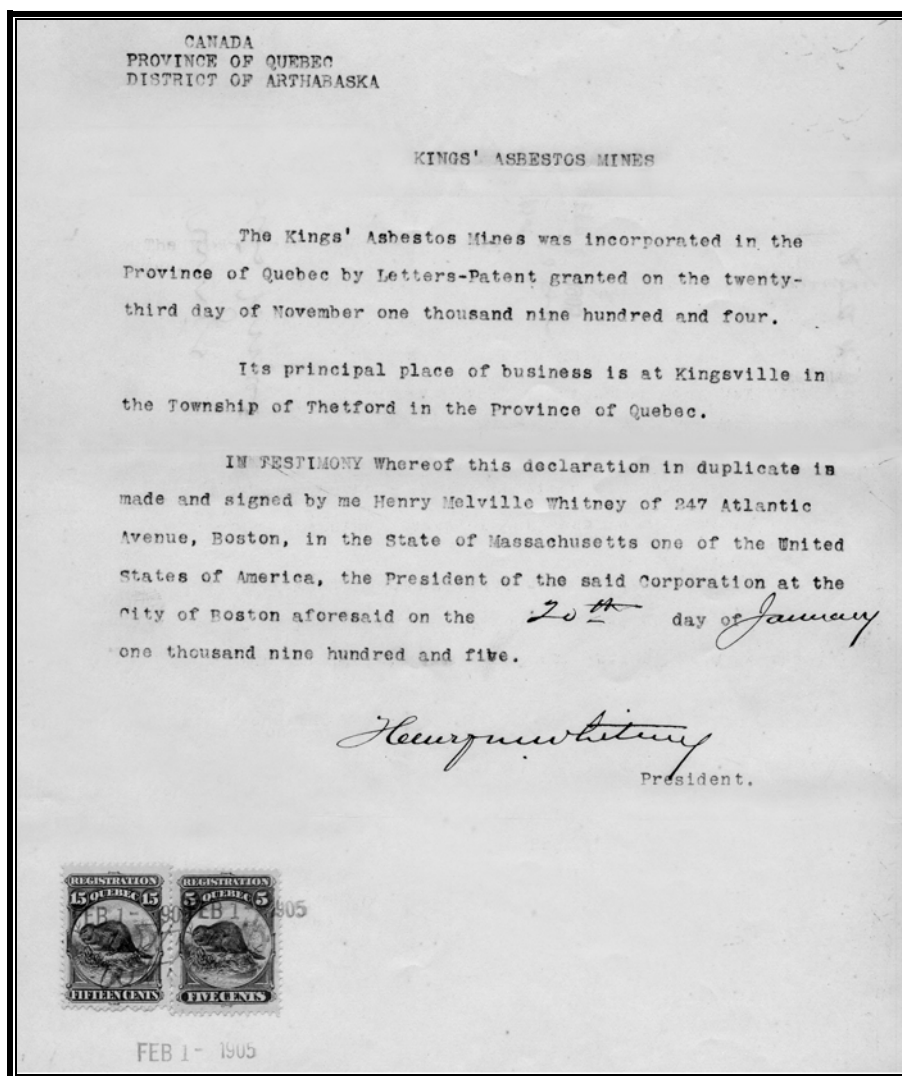 CANADA
PROVINCE OF QUEBEC
DISTRICT OF ARTHABASKA
KINGS' ASBESTOS MINES
The Kings' Asbestos Mines was incorporated in the
Province of Quebec by Letters-Patent granted on the twenty-
third day of November one thousand nine hundred and four.
Its principal place of business is at Kingsville in
the Township of Thetford in the Province of Quebec.
IN TESTIMONY Whereof this declaration in duplicate is
made and signed by me Henry Melville Whitney of 247 Atlantic
Avenue, Boston, in the State of Massachusetts one of the United
States of America, the President of the said Corporation at the
City of Boston aforesaid on the 20th day of January
one thousand nine hundred and five.
Henry M Whitney
President.
REGISTRATION REGISTRATION
15 QUEBEC 15 5 QUEBEC 5
FEB 1- 1905 FEB 1- 1905
FIFTEEN CENTS FIVE CENTS
FEB 1- 1905